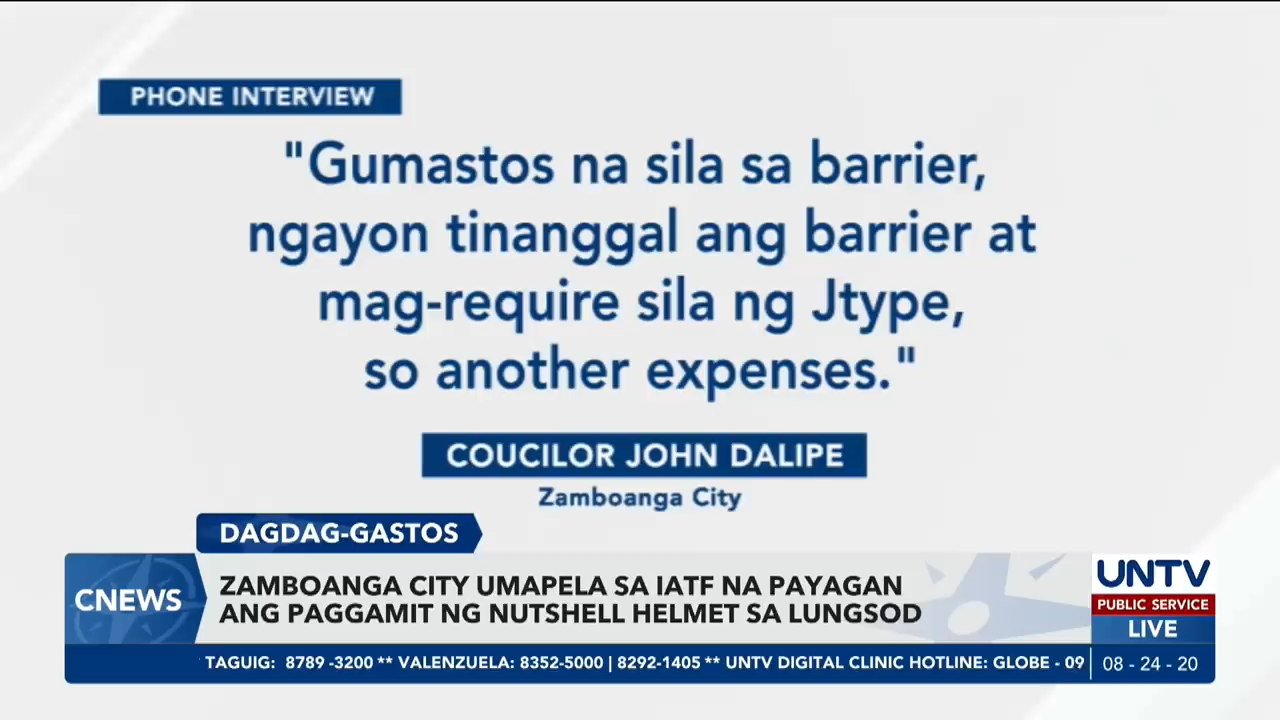 PHONE INTERVIEW
"Gumastos na sila sa barrier,
ngayon tinanggal ang barrier at
mag-require sila ng Jtype,
so another expenses."
COUCILOR JOHN DALIPE
Zamboanga City
DAGDAG-GASTOS
CNEWS
ZAMBOANGA CITY UMAPELA SA IATF NA PAYAGAN
ANG PAGGAMIT NG NUTSHELL HELMET SA LUNGSOD
UNTV
PUBLIC SERVICE
LIVE
TAGUIG: 8789 -3200 ** VALENZUELA: 8352-5000 | 8292-1405 ** UNTV DIGITAL CLINIC HOTLINE: GLOBE - 09
08 - 24 - 20